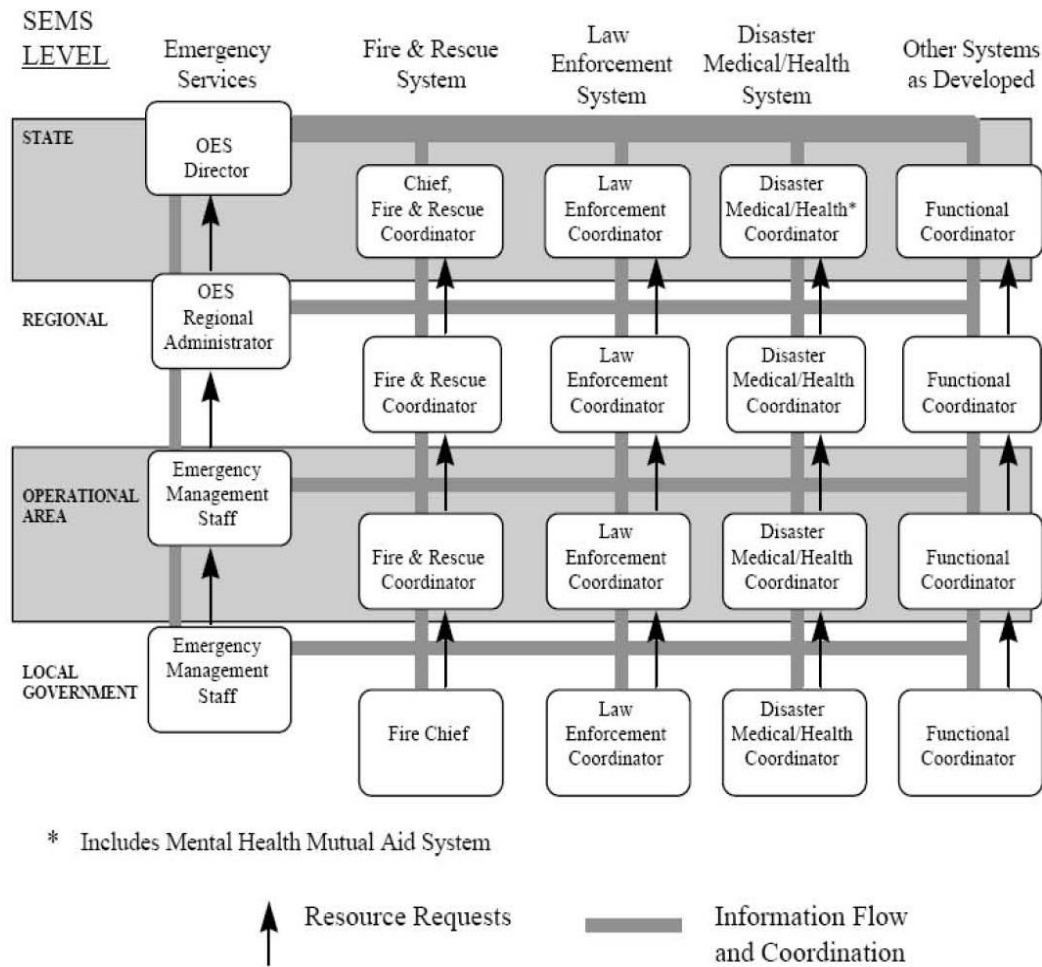 SEMS
LEVEL
Emergency
Services
Fire & Rescue
System
Law
Enforcement
System
Disaster
Medical/Health
System
Other Systems
as Developed
STATE
OES
Director
Chief,
Fire & Rescue
Coordinator
Law
Enforcement
Coordinator
Disaster
Medical/Health*
Coordinator
Functional
Coordinator
REGIONAL
OES
Regional
Administrator
Fire & Rescue
Coordinator
Law
Enforcement
Coordinator
Disaster
Medical/Health
Coordinator
Functional
Coordinator
OPERATIONAL
AREA
Emergency
Management
Staff
Fire & Rescue
Coordinator
Law
Enforcement
Coordinator
Disaster
Medical/Health
Coordinator
Functional
Coordinator
LOCAL
GOVERNMENT
Emergency
Management
Staff
Fire Chief
Law
Enforcement
Coordinator
Disaster
Medical/Health
Coordinator
Functional
Coordinator
* Includes Mental Health Mutual Aid System
Resource Requests
Information Flow
and Coordination